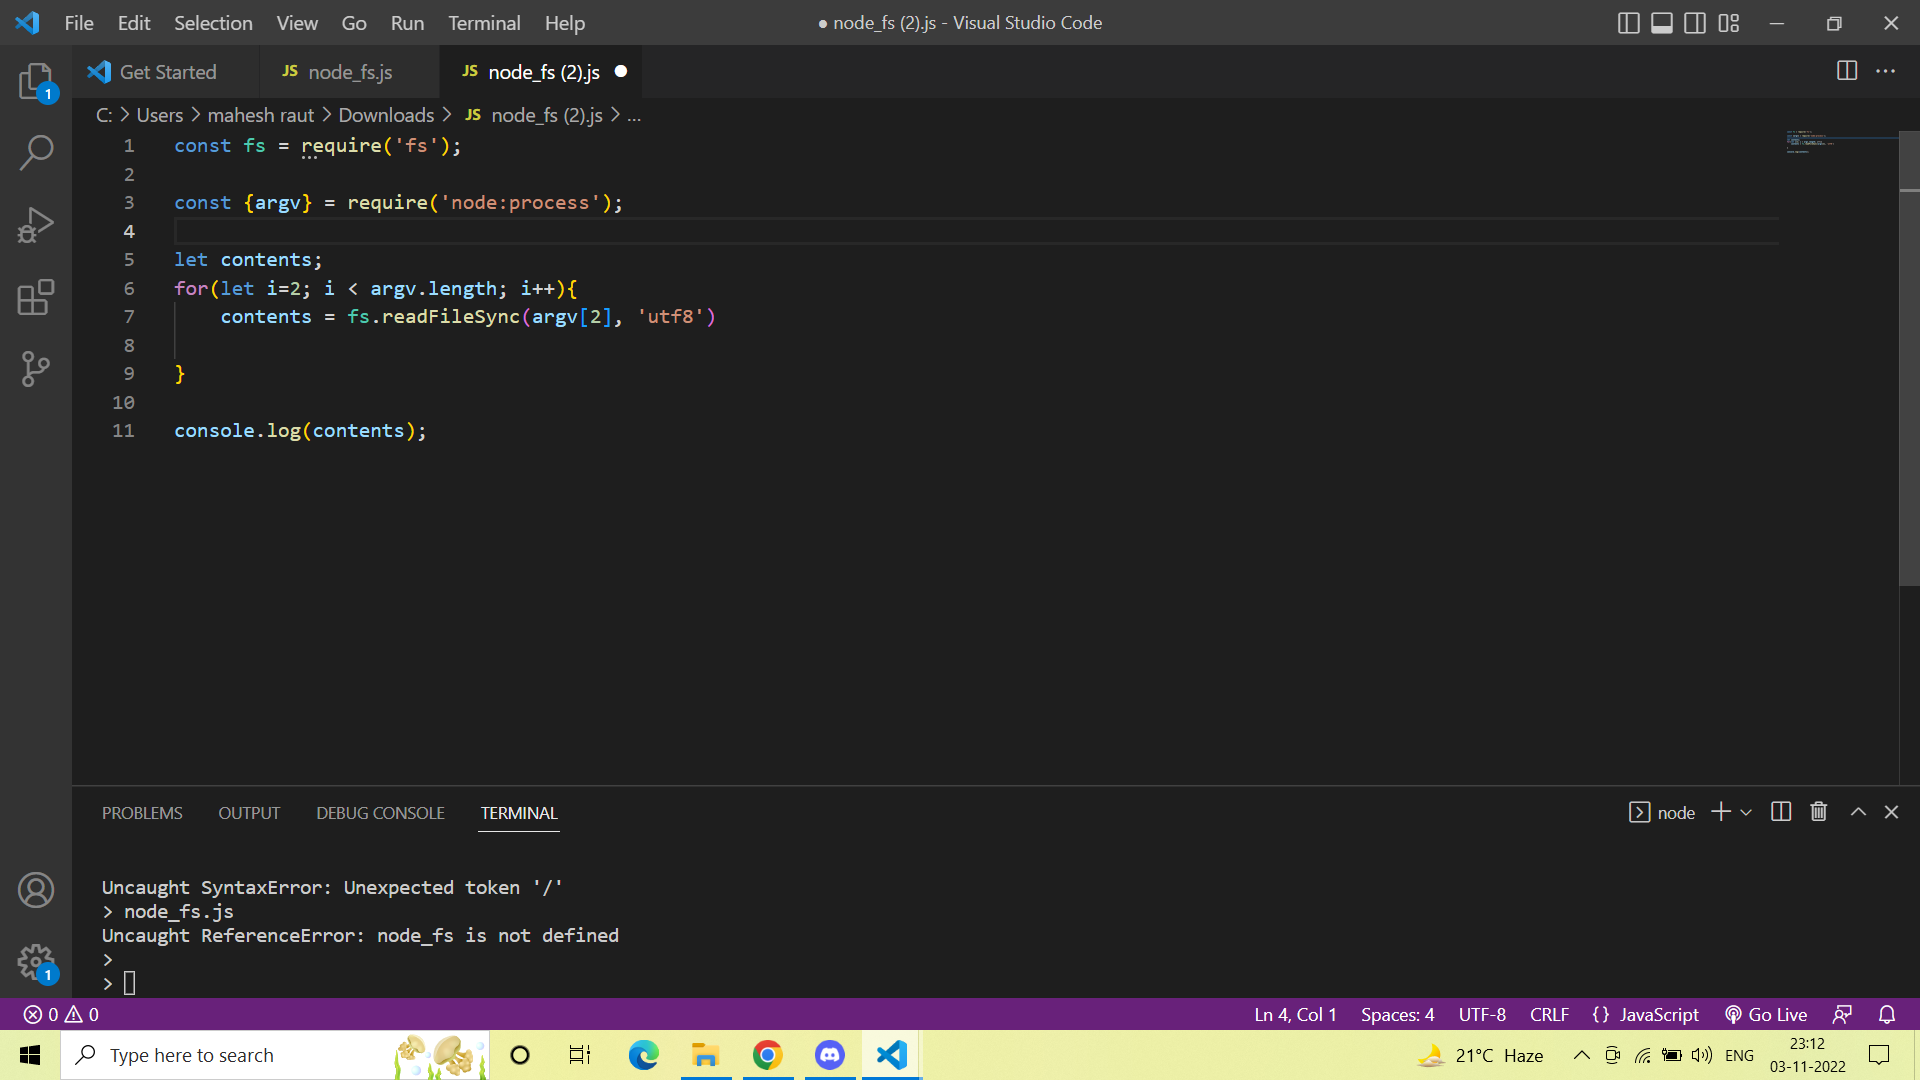 File Edit Selection View Go Run Terminal Help
● node_fs (2).js - Visual Studio Code
Get Started
JS node_fs.js
JS node_fs (2).js ●
1
C: > Users > mahesh raut > Downloads > JS node_fs (2).js > ...
1 const fs = require('fs');
2
3 const {argv} = require('node:process');
4
5 let contents;
6 for(let i=2; i < argv.length; i++){
7 contents = fs.readFileSync(argv[2], 'utf8')
8
9 }
10
11 console.log(contents);
PROBLEMS OUTPUT DEBUG CONSOLE TERMINAL
node
Uncaught SyntaxError: Unexpected token '/'
> node_fs.js
Uncaught ReferenceError: node_fs is not defined
>
>
1
0 0
Ln 4, Col 1 Spaces: 4 UTF-8 CRLF {} JavaScript Go Live
Type here to search
21°C Haze
ENG
23:12
03-11-2022